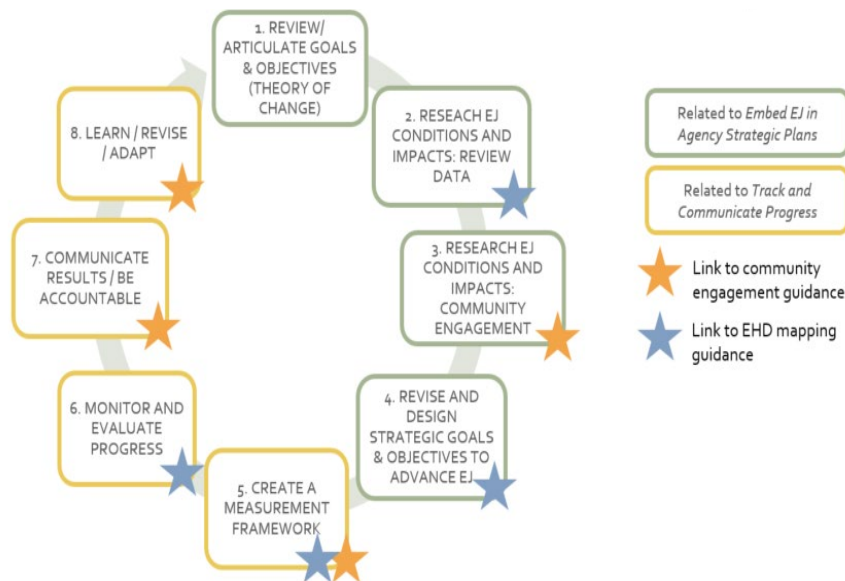 1. REVIEW/
ARTICULATE GOALS
& OBJECTIVES
(THEORY OF
CHANGE)
2. RESEACH EJ
CONDITIONS AND
IMPACTS: REVIEW
DATA
3. RESEARCH EJ
CONDITIONS AND
IMPACTS:
COMMUNITY
ENGAGEMENT
4. REVISE AND
DESIGN
STRATEGIC GOALS
& OBJECTIVES TO
ADVANCE EJ
5. CREATE A
MEASUREMENT
FRAMEWORK
6. MONITOR AND
EVALUATE
PROGRESS
7. COMMUNICATE
RESULTS / BE
ACCOUNTABLE
8. LEARN / REVISE
/ ADAPT
Related to Embed EJ in
Agency Strategic Plans
Related to Track and
Communicate Progress
Link to community
engagement guidance
Link to EHD mapping
guidance